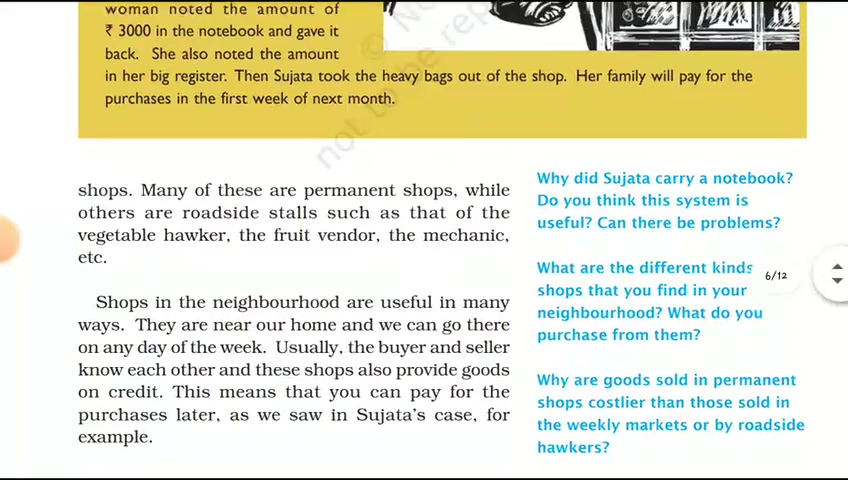 woman noted the amount of
₹ 3000 in the notebook and gave it
back. She also noted the amount
in her big register. Then Sujata took the heavy bags out of the shop. Her family will pay for the
purchases in the first week of next month.
not to be rep
shops. Many of these are permanent shops, while
others are roadside stalls such as that of the
vegetable hawker, the fruit vendor, the mechanic,
etc.
Shops in the neighbourhood are useful in many
ways. They are near our home and we can go there
on any day of the week. Usually, the buyer and seller
know each other and these shops also provide goods
on credit. This means that you can pay for the
purchases later, as we saw in Sujata's case, for
example.
Why did Sujata carry a notebook?
Do you think this system is
useful? Can there be problems?
What are the different kinds
shops that you find in your
neighbourhood? What do you
purchase from them?
6/12
Why are goods sold in permanent
shops costlier than those sold in
the weekly markets or by roadside
hawkers?